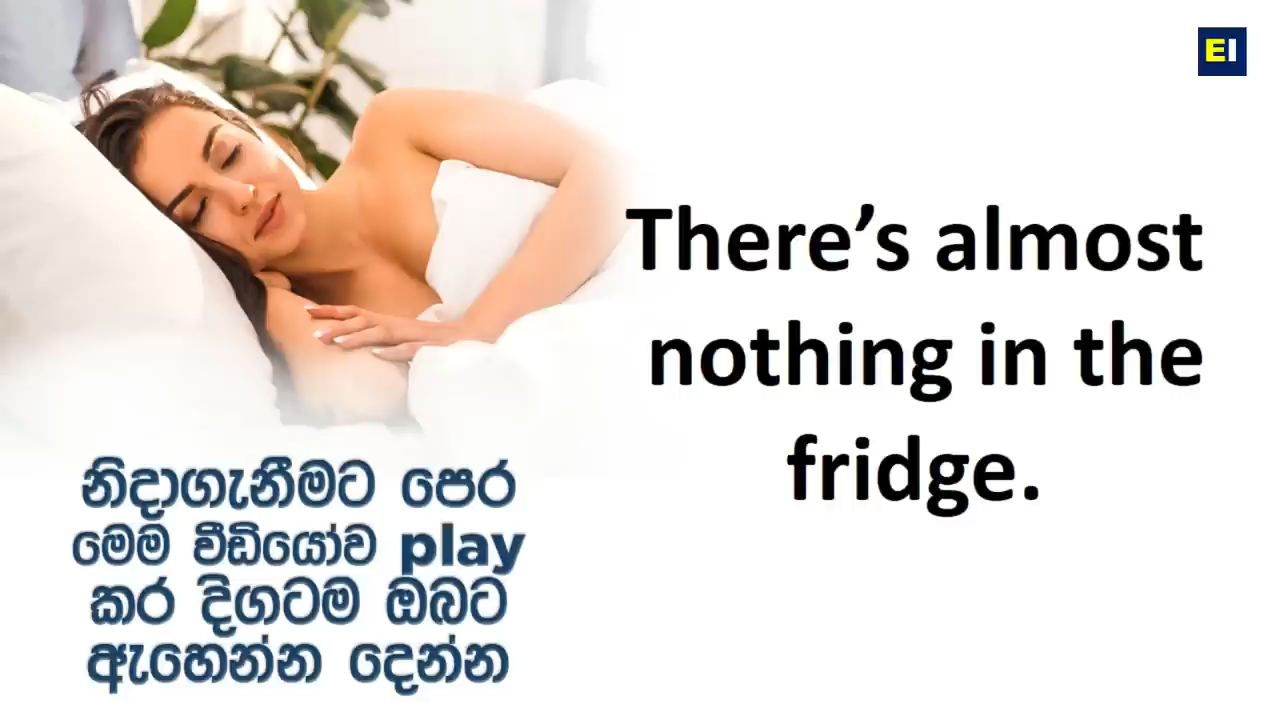 EI
There’s almost
nothing in the
fridge.
නිදාගැනීමට පෙර
මෙම වීඩියෝව play
කර දිගටම ඔබට
ඇහෙන්න දෙන්න